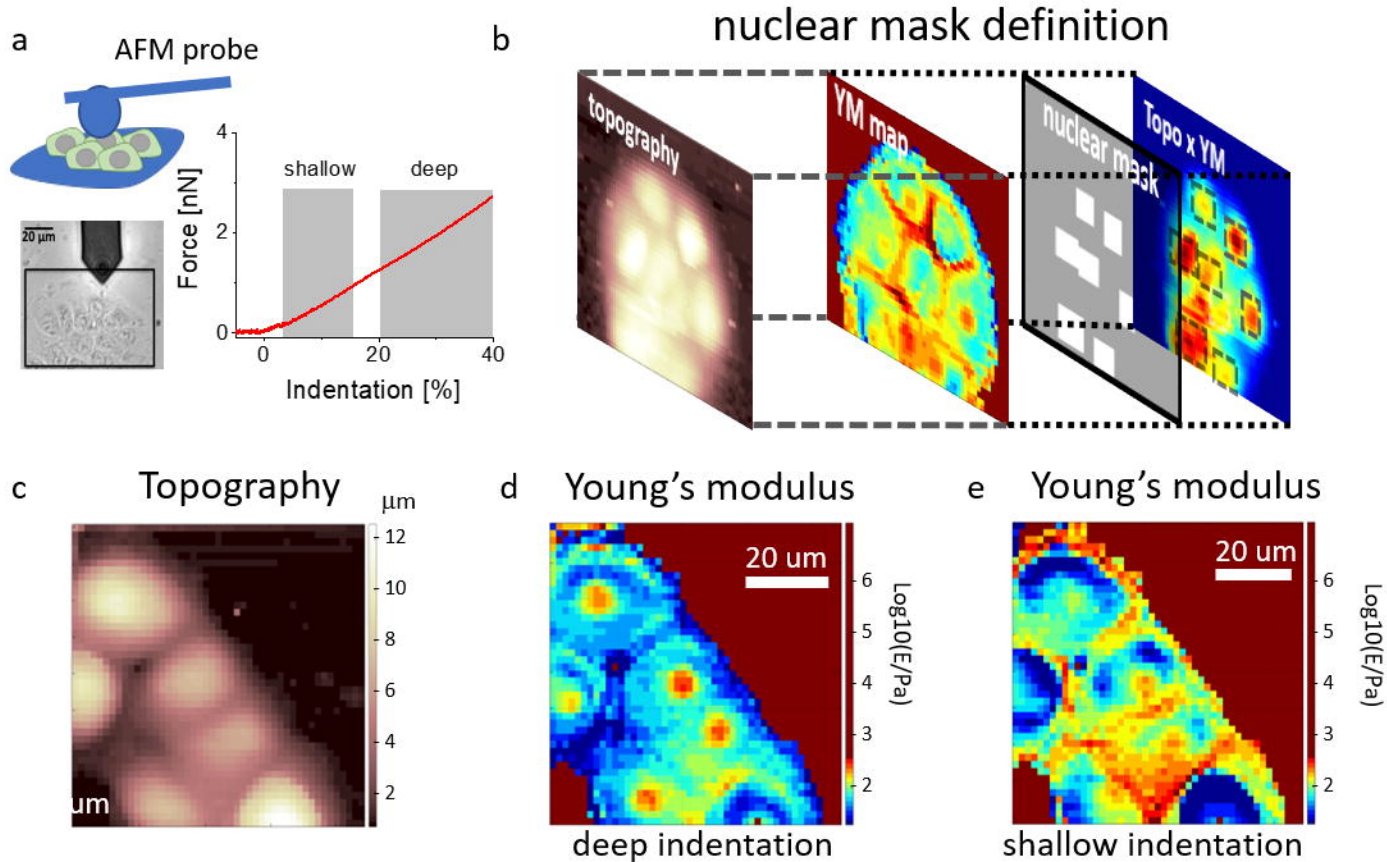 a
AFM probe
20 µm
4
2
0
Force [nN]
shallow
deep
0
20
40
Indentation [%]
b
nuclear mask definition
topography
YM map
nuclear mask
Topo x YM
c
Topography
µm
12
10
8
6
4
2
um
d
Young's modulus
20 um
6
5
4
3
2
Log10(E/Pa)
deep indentation
e
Young's modulus
20 um
6
5
4
3
2
Log10(E/Pa)
shallow indentation